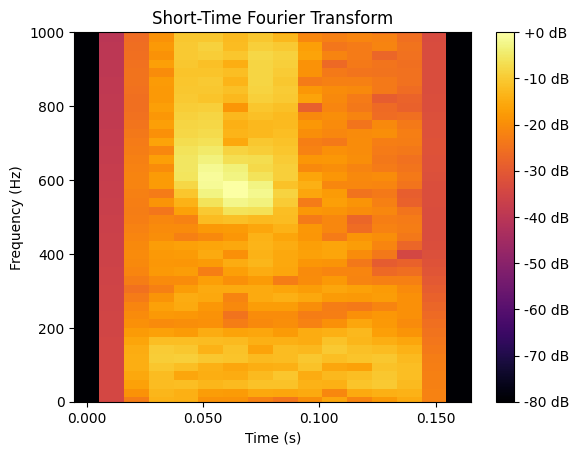 Short-Time Fourier Transform
1000
800
600
400
200
0
Frequency (Hz)
0.000
0.050
0.100
0.150
Time (s)
+0 dB
-10 dB
-20 dB
-30 dB
-40 dB
-50 dB
-60 dB
-70 dB
-80 dB